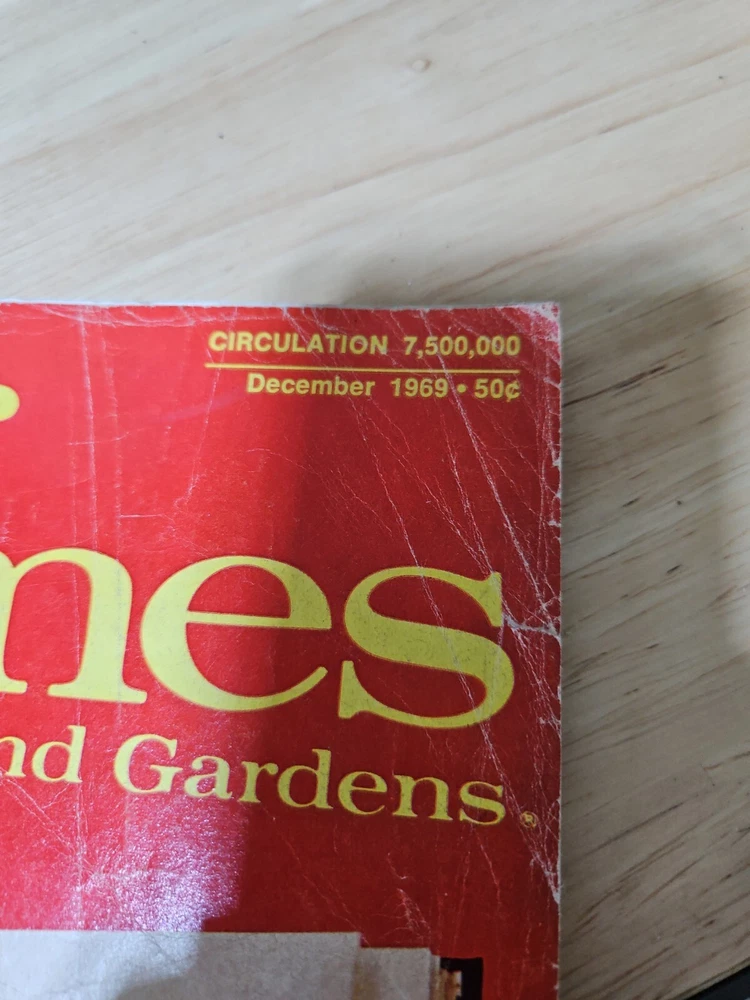 CIRCULATION 7,500,000
December 1969 • 50¢
mes
nd Gardens®